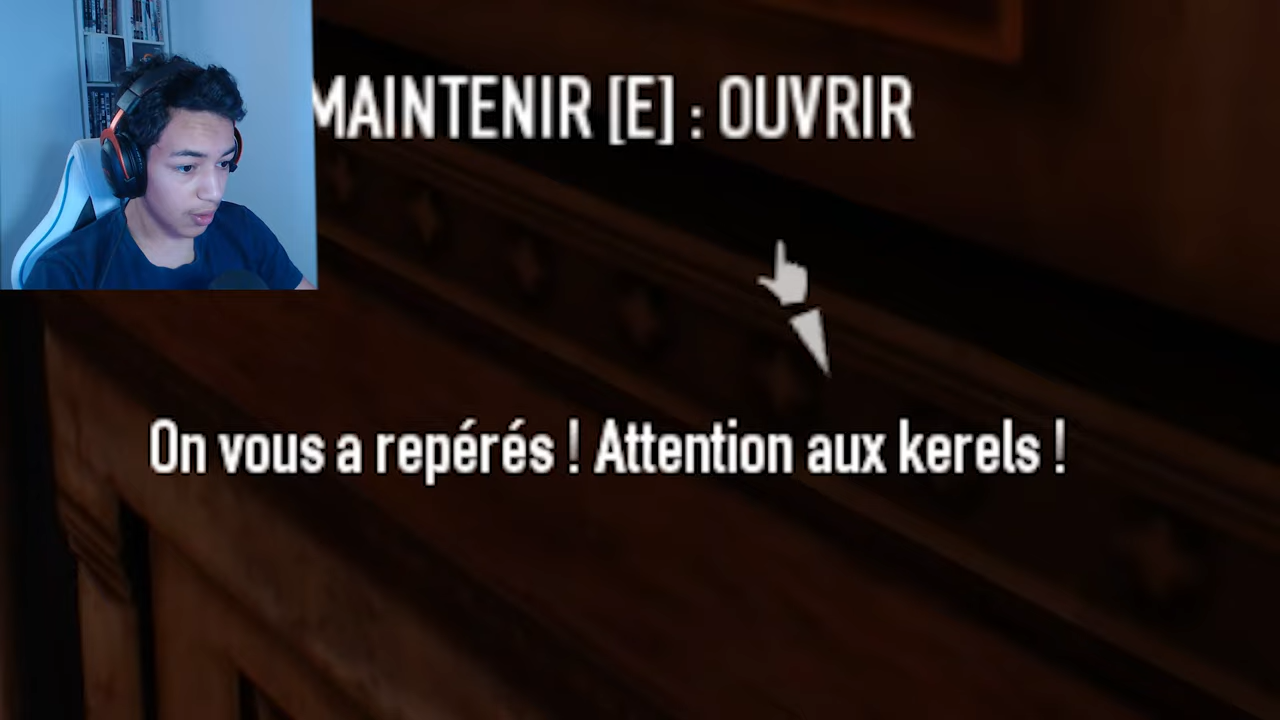 MAINTENIR [E] : OUVRIR
On vous a repérés ! Attention aux kerels !